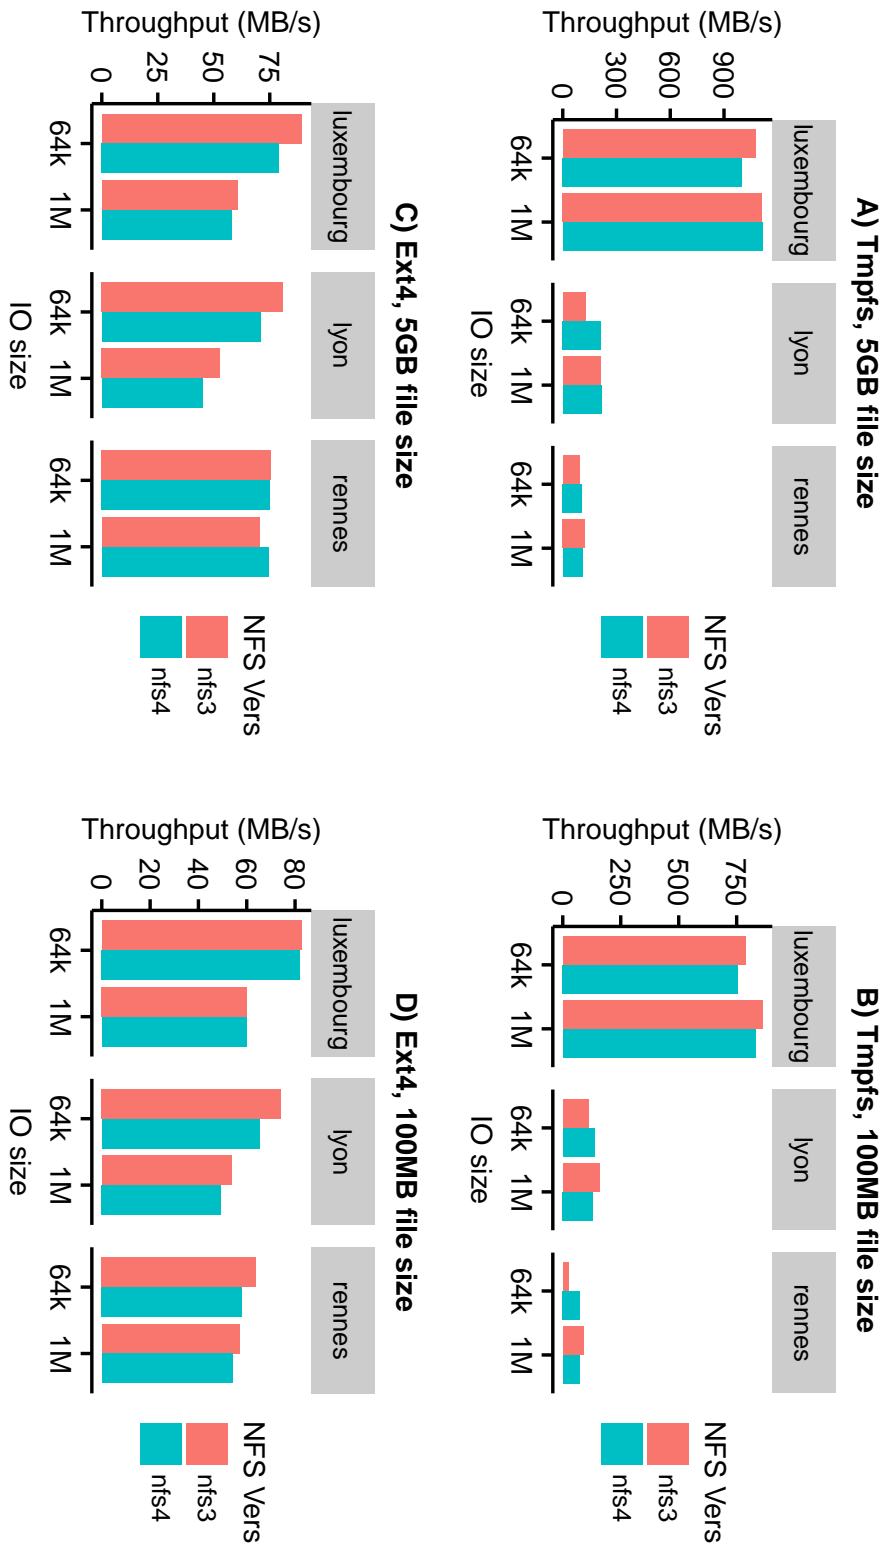 A) Tmpfs, 5GB file size
Throughput (MB/s)
0
300
600
900
luxembourg
lyon
rennes
64k
1M
64k
1M
64k
1M
IO size
NFS Vers
nfs3
nfs4
B) Tmpfs, 100MB file size
Throughput (MB/s)
0
250
500
750
luxembourg
lyon
rennes
64k
1M
64k
1M
64k
1M
IO size
NFS Vers
nfs3
nfs4
C) Ext4, 5GB file size
Throughput (MB/s)
0
25
50
75
luxembourg
lyon
rennes
64k
1M
64k
1M
64k
1M
IO size
NFS Vers
nfs3
nfs4
D) Ext4, 100MB file size
Throughput (MB/s)
0
20
40
60
80
luxembourg
lyon
rennes
64k
1M
64k
1M
64k
1M
IO size
NFS Vers
nfs3
nfs4